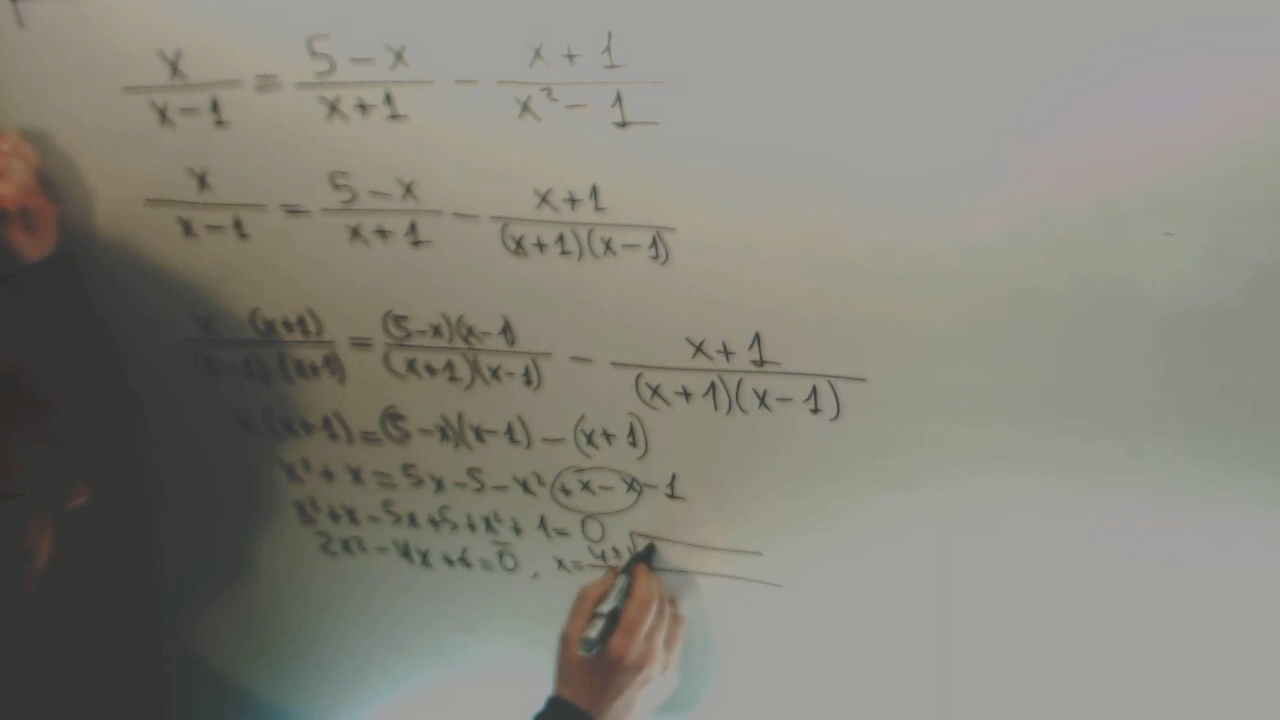 x/(x-1) = (5-x)/(x+1) - (x+1)/(x²-1)
x/(x-1) = (5-x)/(x+1) - (x+1)/((x+1)(x-1))
x (x+1)/((x-1)(x+1)) = (5-x)(x-1)/((x+1)(x-1)) - (x+1)/((x+1)(x-1))
x(x+1)=(5-x)(x-1)-(x+1)
x²+x=5x-5-x²+x-x-1
x²+x-5x+5+x²+1=0
2x²-4x+6=0, x=4±√